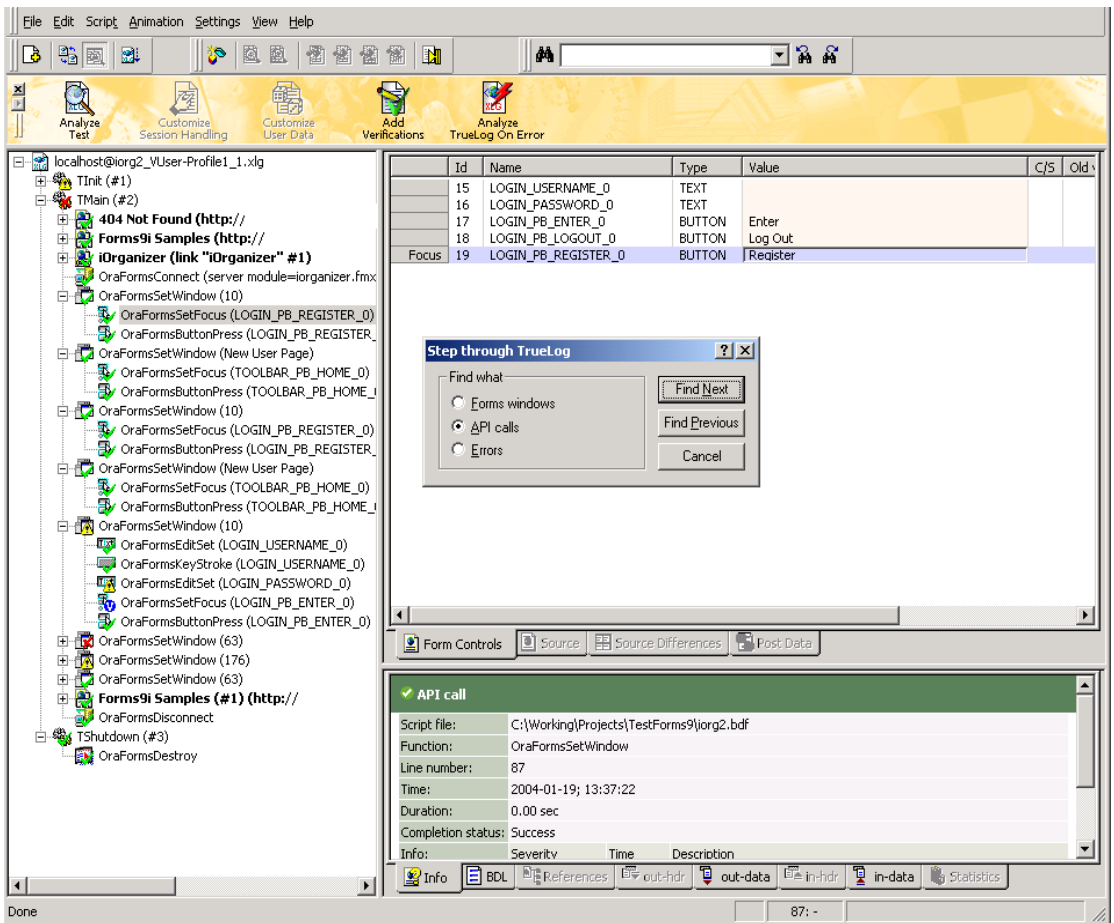 File Edit Script Animation Settings View Help
Analyze Test
Customize Session Handling
Customize User Data
Add Verifications
Analyze TrueLog On Error
localhost@iorg2_VUser-Profile1_1.xlg
TInit (#1)
TMain (#2)
404 Not Found (http://
Forms9i Samples (http://
iOrganizer (link "iOrganizer" #1)
OraFormsConnect (server module=iorganizer.fmx
OraFormsSetWindow (10)
OraFormsSetFocus (LOGIN_PB_REGISTER_0)
OraFormsButtonPress (LOGIN_PB_REGISTER_
OraFormsSetWindow (New User Page)
OraFormsSetFocus (TOOLBAR_PB_HOME_0)
OraFormsButtonPress (TOOLBAR_PB_HOME_
OraFormsSetWindow (10)
OraFormsSetFocus (LOGIN_PB_REGISTER_0)
OraFormsButtonPress (LOGIN_PB_REGISTER_
OraFormsSetWindow (New User Page)
OraFormsSetFocus (TOOLBAR_PB_HOME_0)
OraFormsButtonPress (TOOLBAR_PB_HOME_
OraFormsSetWindow (10)
OraFormsEditSet (LOGIN_USERNAME_0)
OraFormsKeyStroke (LOGIN_USERNAME_0)
OraFormsEditSet (LOGIN_PASSWORD_0)
OraFormsSetFocus (LOGIN_PB_ENTER_0)
OraFormsButtonPress (LOGIN_PB_ENTER_0)
OraFormsSetWindow (63)
OraFormsSetWindow (176)
OraFormsSetWindow (63)
Forms9i Samples (#1) (http://
OraFormsDisconnect
TShutdown (#3)
OraFormsDestroy
Id Name Type Value C/S Old
15 LOGIN_USERNAME_0 TEXT
16 LOGIN_PASSWORD_0 TEXT
17 LOGIN_PB_ENTER_0 BUTTON Enter
18 LOGIN_PB_LOGOUT_0 BUTTON Log Out
Focus 19 LOGIN_PB_REGISTER_0 BUTTON Register
Step through TrueLog
Find what
Forms windows
API calls
Errors
Find Next
Find Previous
Cancel
Form Controls Source Source Differences Post Data
API call
Script file: C:\Working\Projects\TestForms9\iorg2.bdf
Function: OraFormsSetWindow
Line number: 87
Time: 2004-01-19; 13:37:22
Duration: 0.00 sec
Completion status: Success
Info: Severity Time Description
Info BDL References out-hdr out-data in-hdr in-data Statistics
Done 87: -